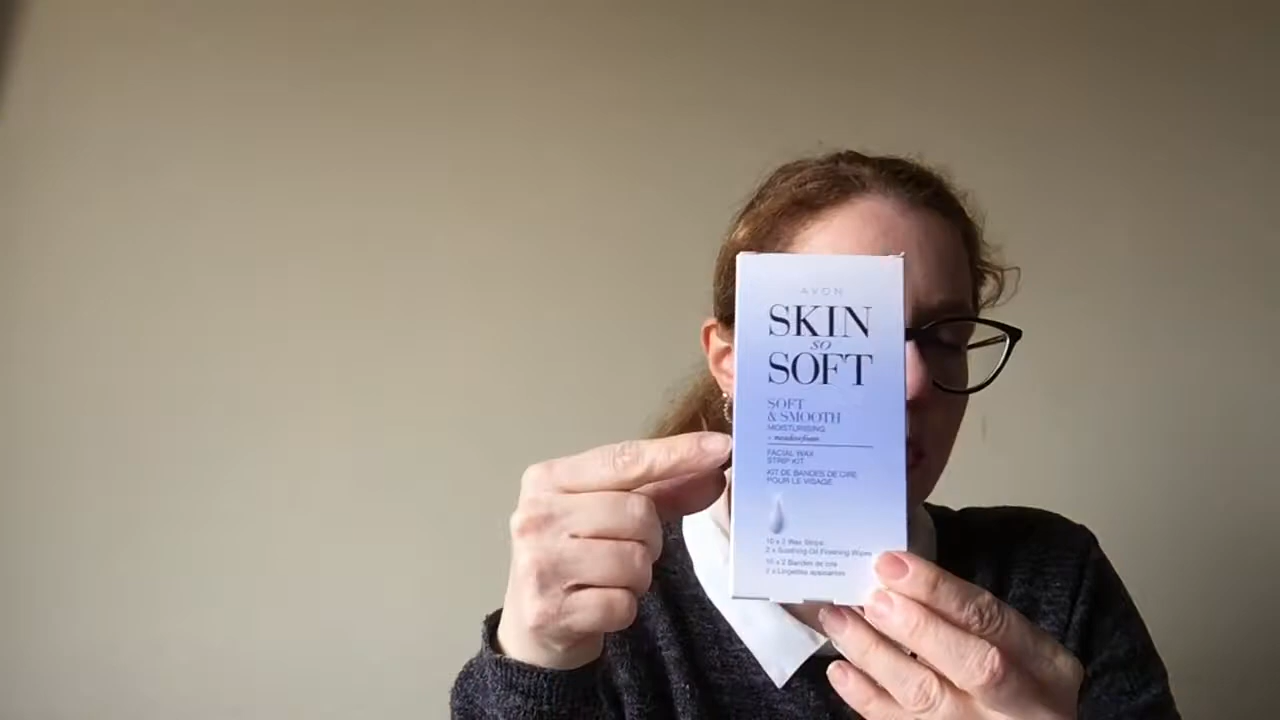 AVON
SKIN
so
SOFT
SOFT
& SMOOTH
MOISTURISING
+ meadowfoam
FACIAL WAX
STRIP KIT
KIT DE BANDES DE CIRE
POUR LE VISAGE
10 x 2 Wax Strips
2 x Soothing Oil Finishing Wipes
10 x 2 Bandes de cire
2 x Lingettes apaisantes